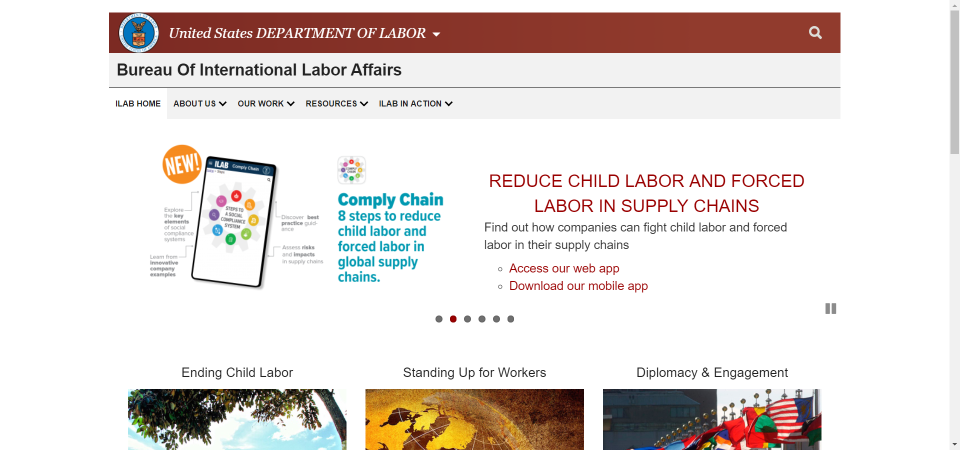 United States DEPARTMENT OF LABOR
Bureau Of International Labor Affairs
ILAB HOME
ABOUT US
OUR WORK
RESOURCES
ILAB IN ACTION
NEW!
ILAB
Comply Chain
STEPS TO
A SOCIAL
COMPLIANCE
SYSTEM
Explore
the key
elements
of social
compliance
systems
Learn from
innovative
company
examples
Discover best
practice guid-
ance
Assess risks
and impacts
in supply chains
Comply Chain
8 steps to reduce
child labor and
forced labor in
global supply
chains.
REDUCE CHILD LABOR AND FORCED
LABOR IN SUPPLY CHAINS
Find out how companies can fight child labor and forced
labor in their supply chains
Access our web app
Download our mobile app
Ending Child Labor
Standing Up for Workers
Diplomacy & Engagement